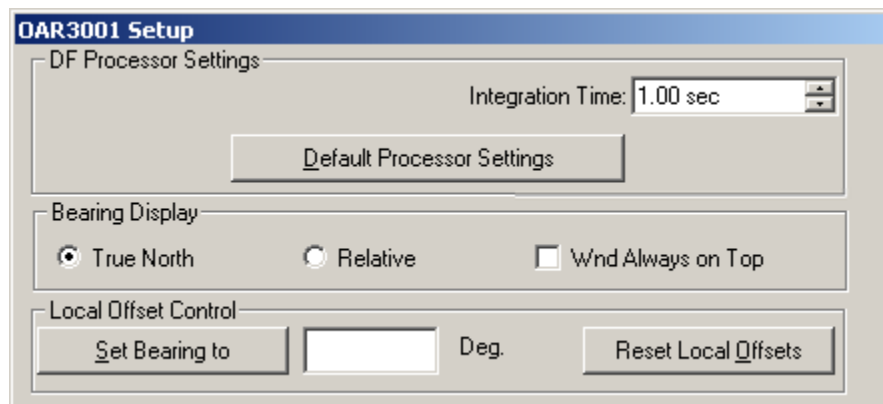 OAR3001 Setup
DF Processor Settings
Integration Time: 1.00 sec
Default Processor Settings
Bearing Display
True North Relative Wnd Always on Top
Local Offset Control
Set Bearing to Deg. Reset Local Offsets